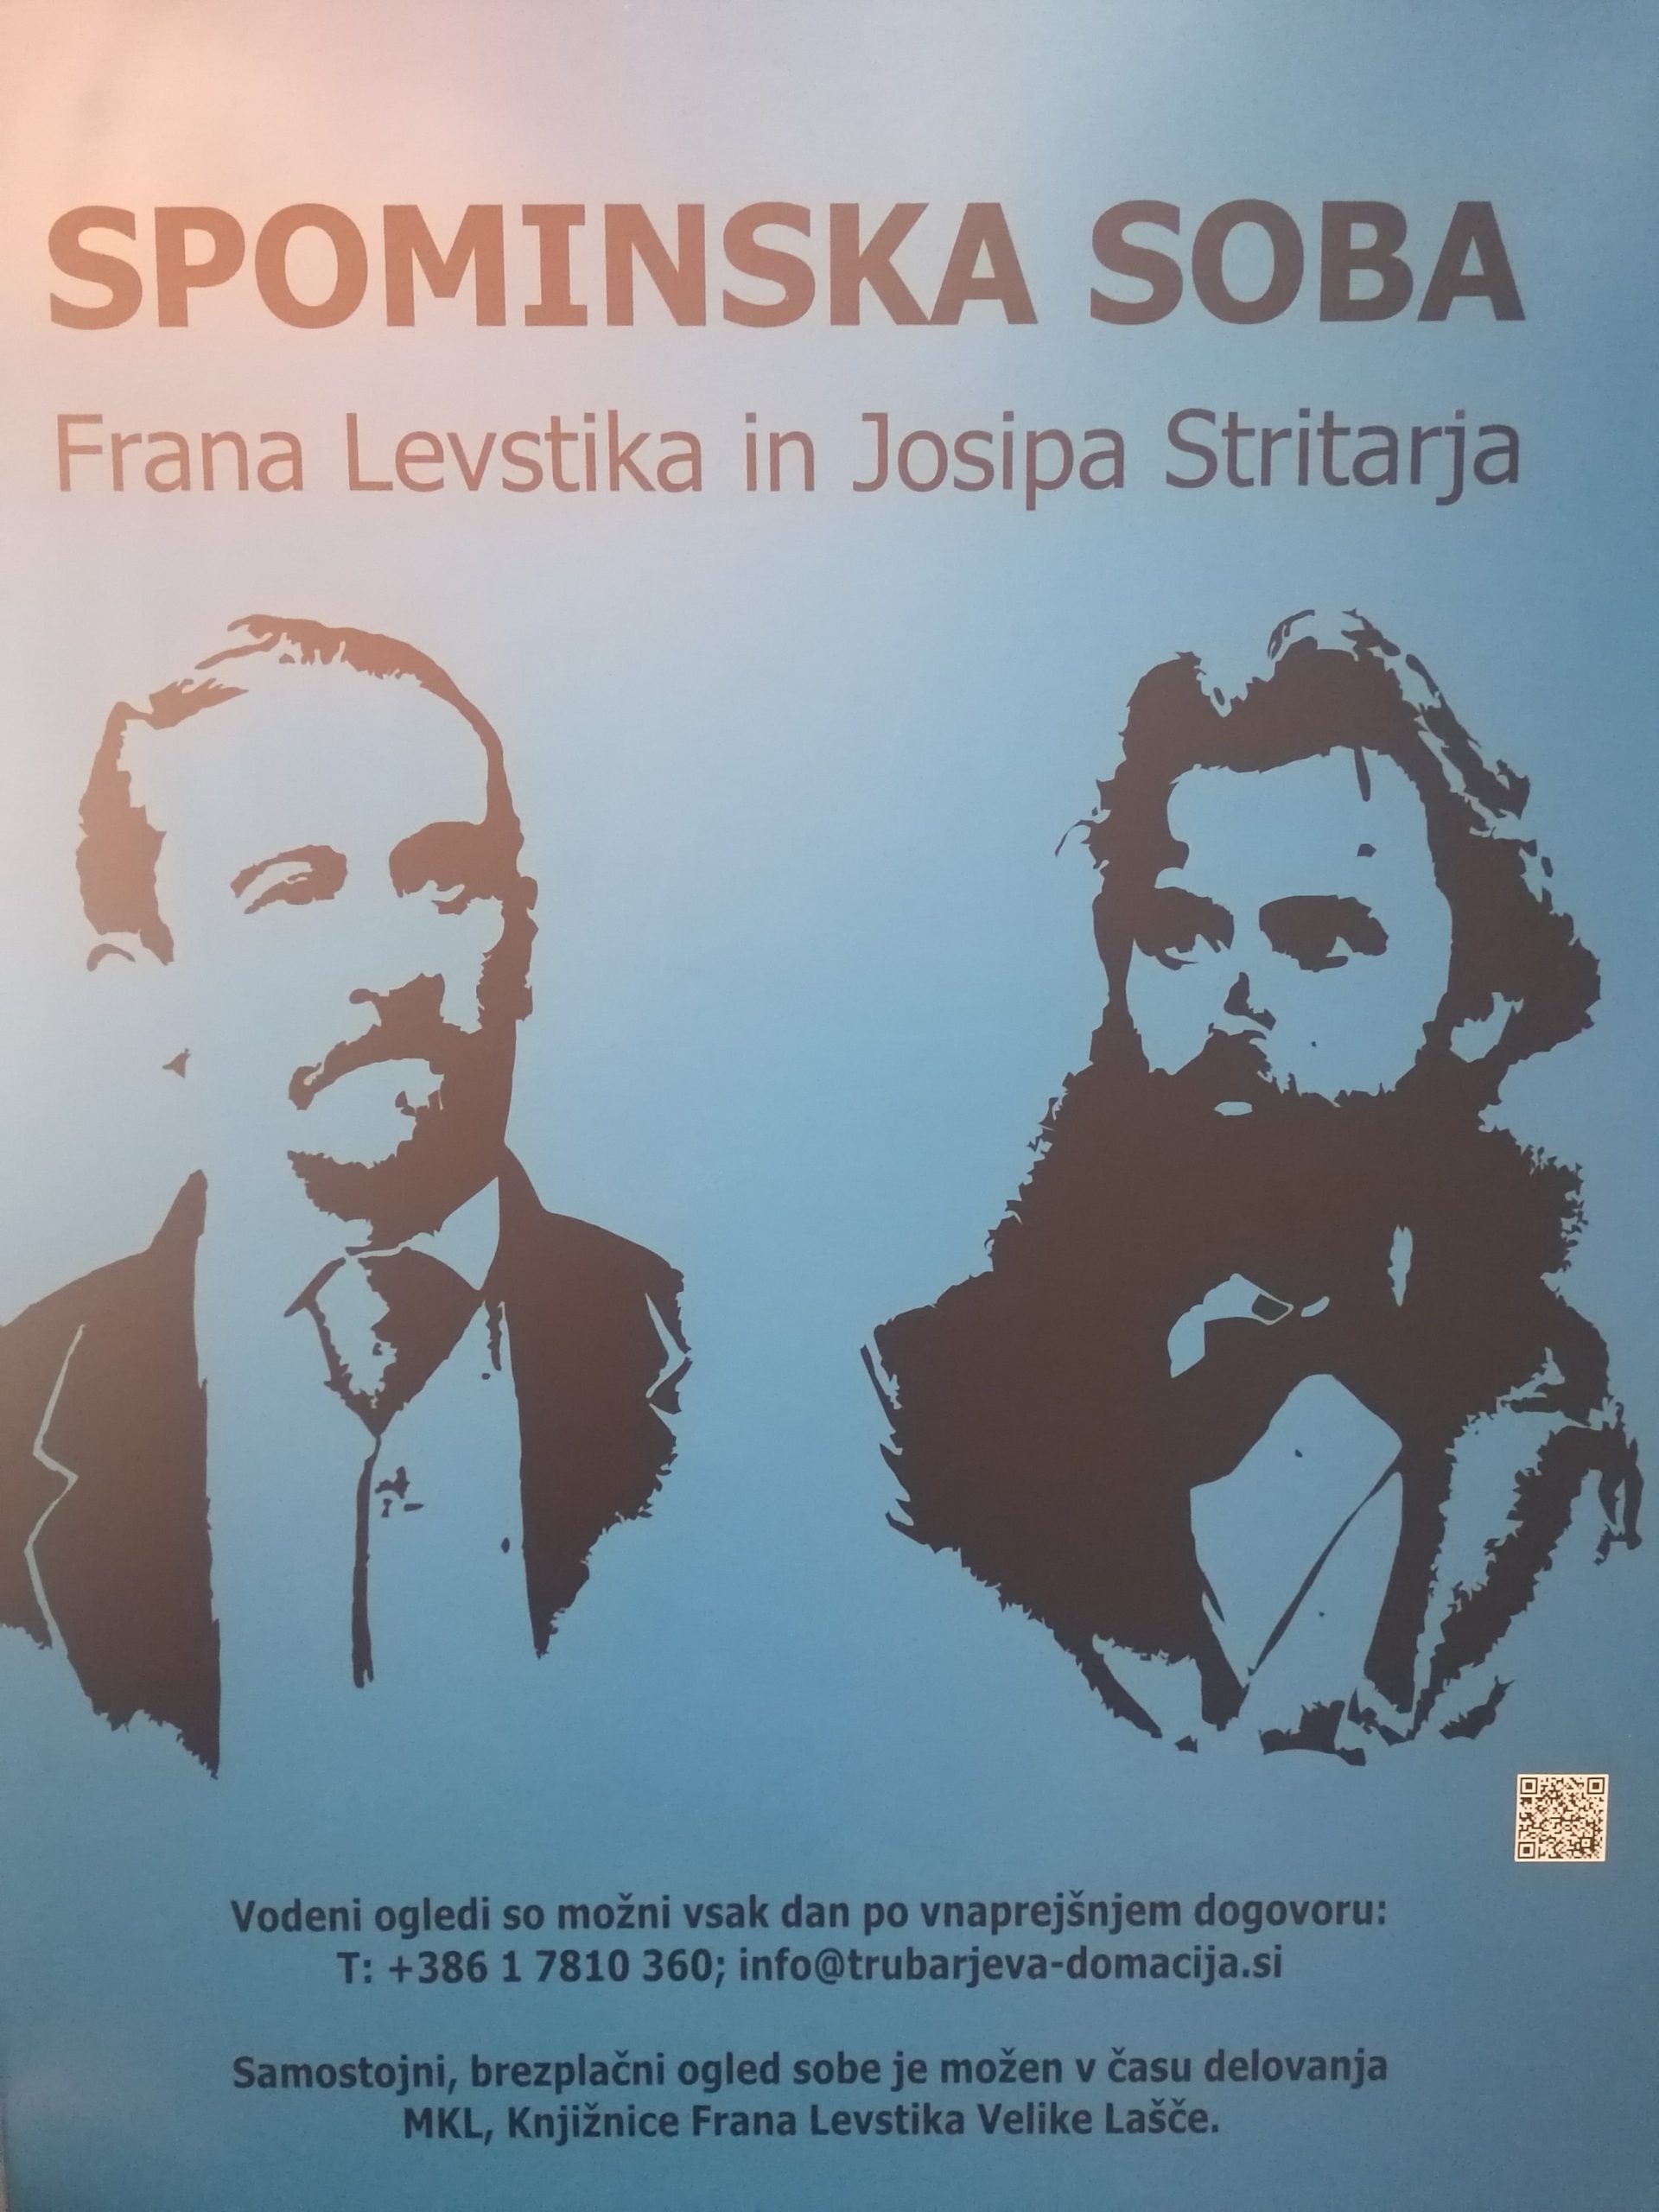 SPOMINSKA SOBA
Frana Levstika in Josipa Stritarja
Vodeni ogledi so možni vsak dan po vnaprejšnjem dogovoru:
T: +386 1 7810 360; info@trubarjeva-domacija.si
Samostojni, brezplačni ogled sobe je možen v času delovanja
MKL, Knjižnice Frana Levstika Velike Lašče.